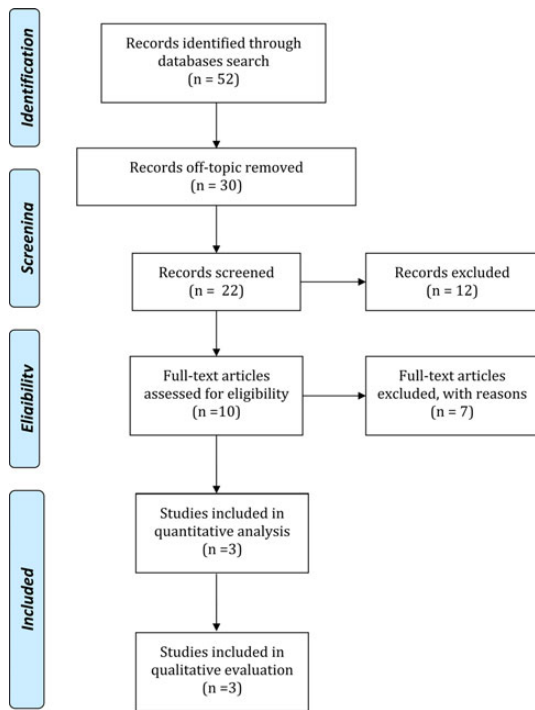 Identification
Records identified through
databases search
(n = 52)
Records off-topic removed
(n = 30)
Screening
Records screened
(n = 22)
Records excluded
(n = 12)
Eligibility
Full-text articles
assessed for eligibility
(n =10)
Full-text articles
excluded, with reasons
(n = 7)
Included
Studies included in
quantitative analysis
(n =3)
Studies included in
qualitative evaluation
(n =3)